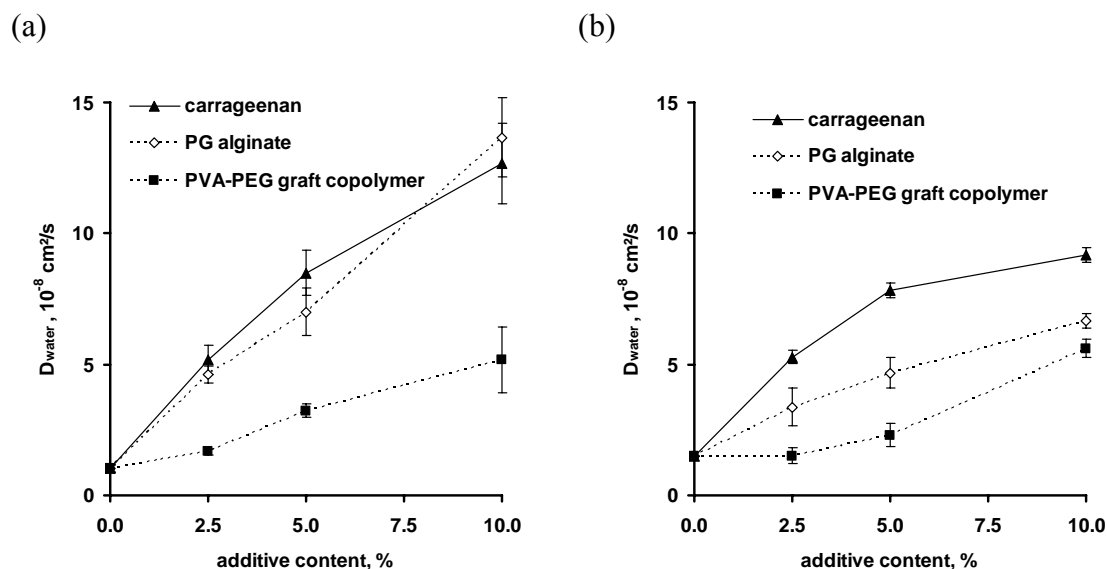 (a)
carrageenan
PG alginate
PVA-PEG graft copolymer
15
10
5
0
Dwater, 10⁻⁸ cm²/s
0.0 2.5 5.0 7.5 10.0
additive content, %
(b)
carrageenan
PG alginate
PVA-PEG graft copolymer
15
10
5
0
Dwater, 10⁻⁸ cm²/s
0.0 2.5 5.0 7.5 10.0
additive content, %